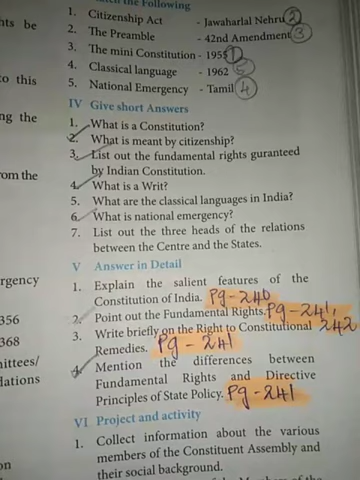 the Following
1. Citizenship Act - Jawaharlal Nehru 2
nts be 2. The Preamble - 42nd Amendment 3
3. The mini Constitution - 1955 1
4. Classical language - 1962 5
to this 5. National Emergency - Tamil 4
IV Give short Answers
ng the 1. What is a Constitution?
2. What is meant by citizenship?
3. List out the fundamental rights guranteed
by Indian Constitution.
rom the 4. What is a Writ?
5. What are the classical languages in India?
6. What is national emergency?
7. List out the three heads of the relations
between the Centre and the States.
V Answer in Detail
rgency 1. Explain the salient features of the
Constitution of India. Pg - 240
356 2. Point out the Fundamental Rights. Pg - 241,
368 3. Write briefly on the Right to Constitutional 242
Remedies. Pg - 241
mittees/ 4. Mention the differences between
dations Fundamental Rights and Directive
Principles of State Policy. Pg - 241
VI Project and activity
1. Collect information about the various
members of the Constituent Assembly and
on their social background.